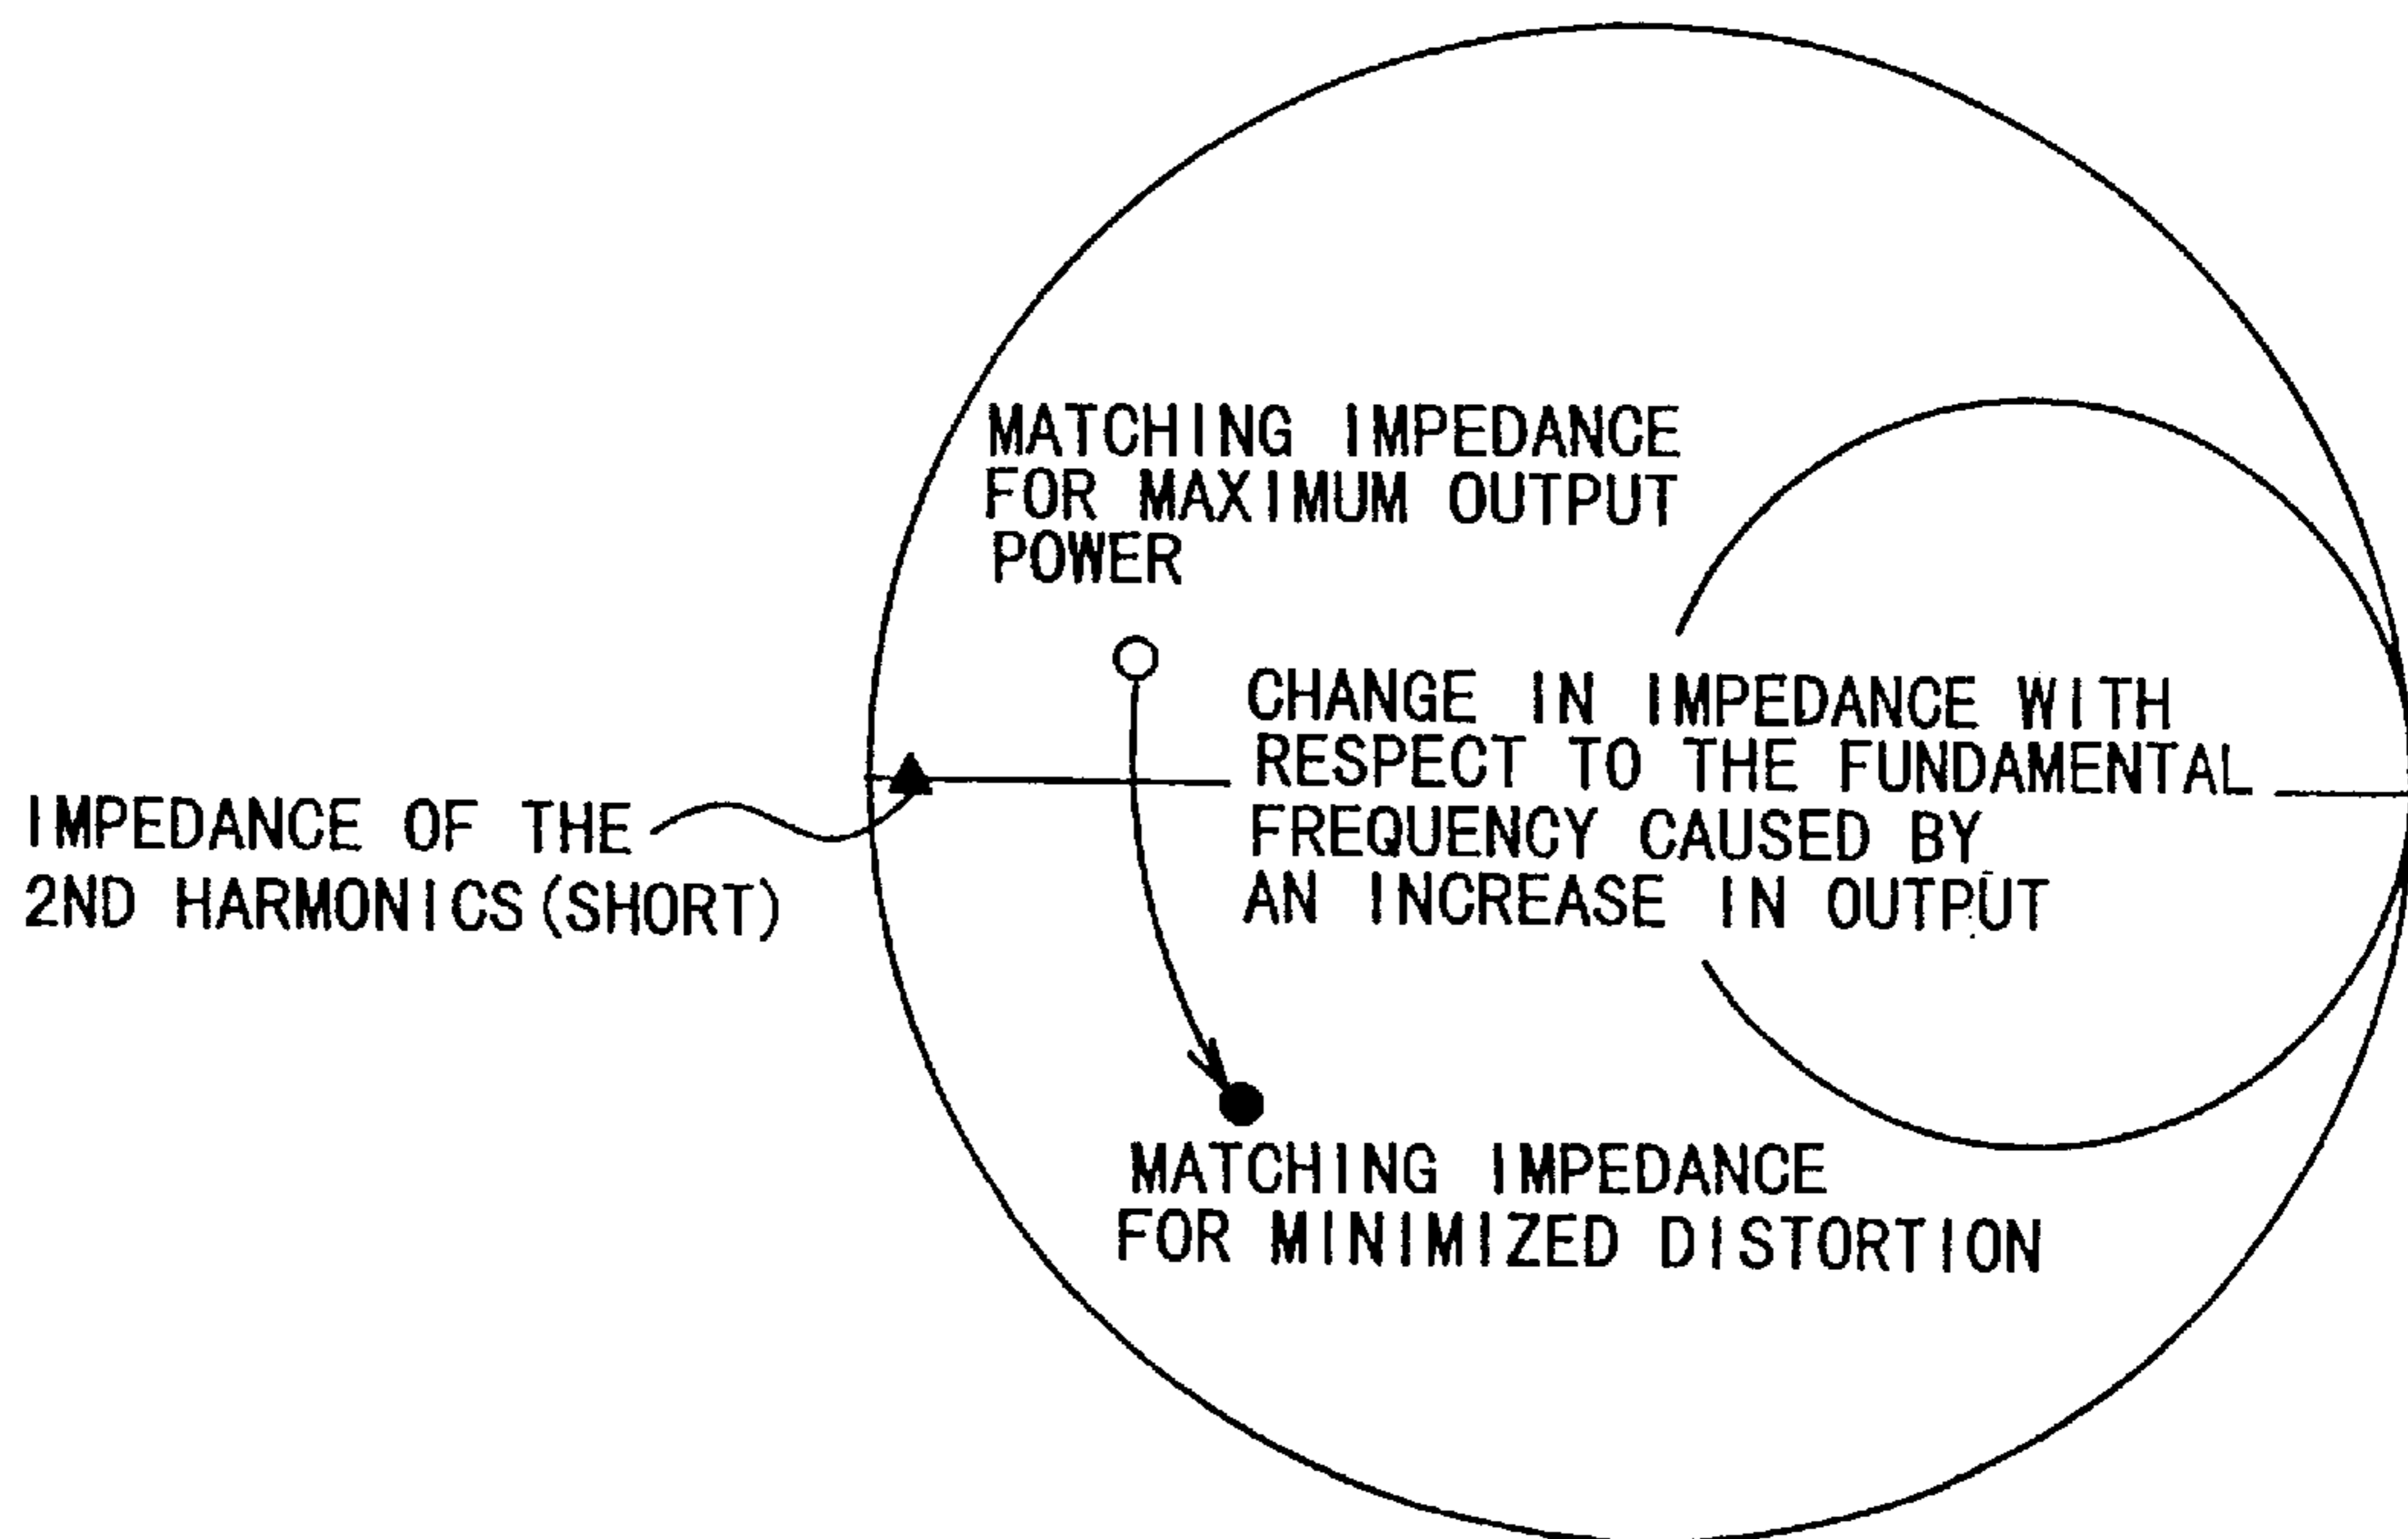 MATCHING IMPEDANCE
FOR MAXIMUM OUTPUT
POWER
CHANGE IN IMPEDANCE WITH
RESPECT TO THE FUNDAMENTAL
FREQUENCY CAUSED BY
AN INCREASE IN OUTPUT
IMPEDANCE OF THE
2ND HARMONICS(SHORT)
MATCHING IMPEDANCE
FOR MINIMIZED DISTORTION